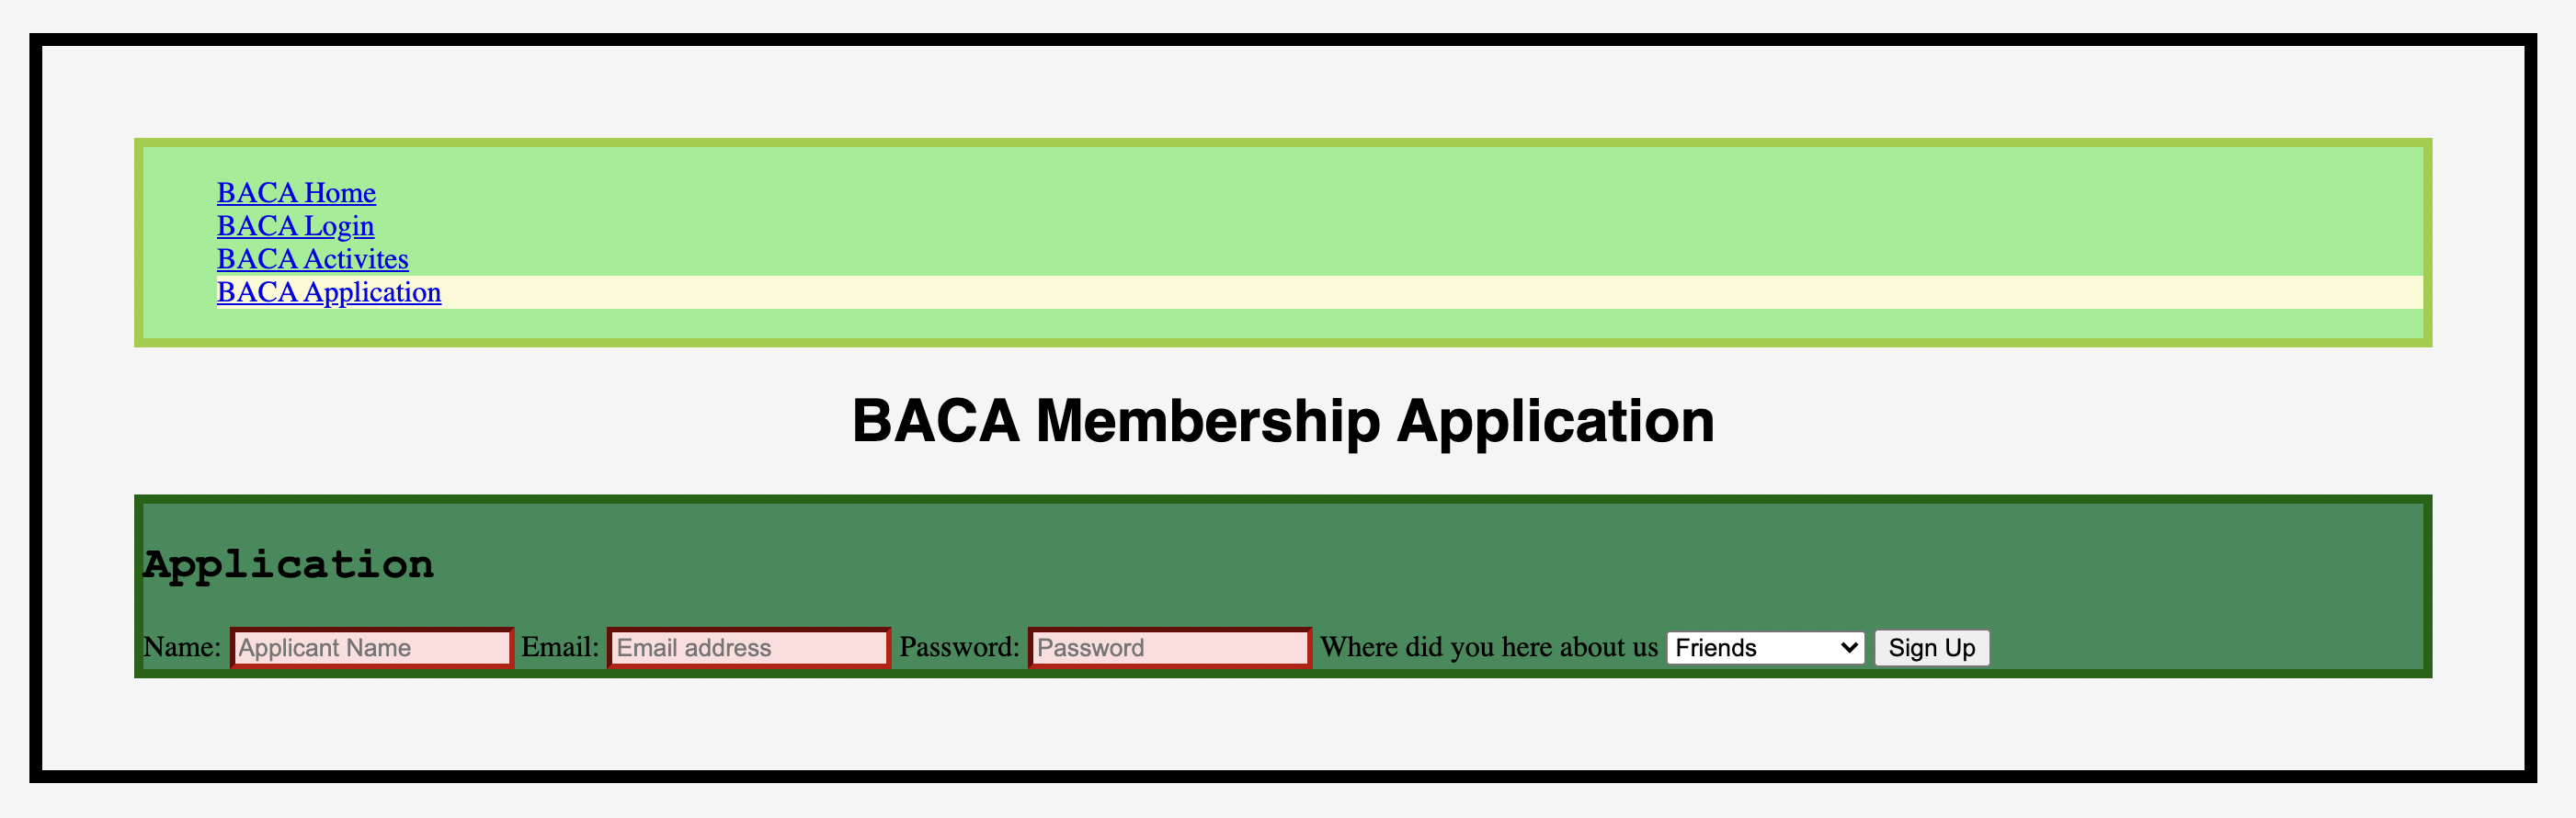 BACA Home
BACA Login
BACA Activites
BACA Application
BACA Membership Application
Application
Name: Applicant Name Email: Email address Password: Password Where did you here about us Friends Sign Up